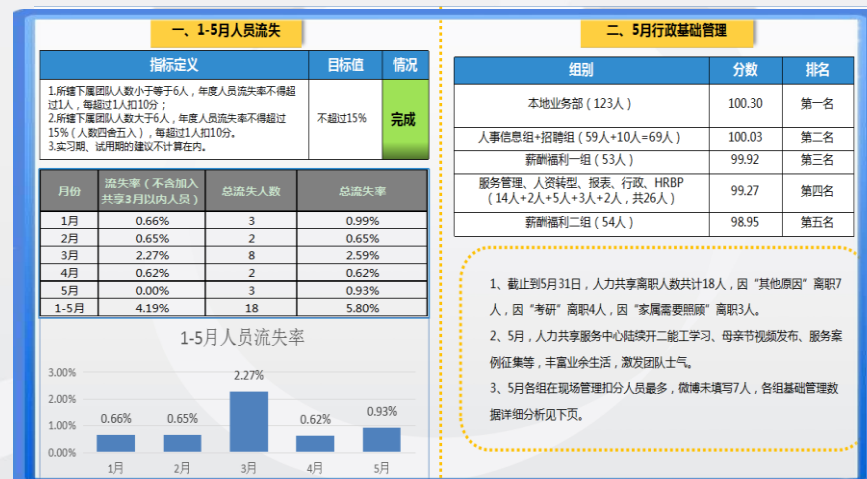 一、1-5月人员流失
指标定义 目标值 情况
1.所辖下属团队人数小于等于6人，年度人员流失率不得超
过1人，每超过1人扣10分；
2.所辖下属团队人数大于6人，年度人员流失率不得超过
15%（人数四舍五入），每超过1人扣10分。
3.实习期、试用期的建议不计算在内。
不超过15% 完成
月份 流失率（不含加入共享3月以内人员） 总流失人数 总流失率
1月 0.66% 3 0.99%
2月 0.65% 2 0.65%
3月 2.27% 8 2.59%
4月 0.62% 2 0.62%
5月 0.00% 3 0.93%
1-5月 4.19% 18 5.80%
1-5月人员流失率
3.00%
2.00%
1.00%
0.00%
0.66% 0.65% 2.27% 0.62% 0.93%
1月 2月 3月 4月 5月
二、5月行政基础管理
组别 分数 排名
本地业务部（123人） 100.30 第一名
人事信息组+招聘组（59人+10人=69人） 100.03 第二名
薪酬福利一组（53人） 99.92 第三名
服务管理、人资转型、报表、行政、HRBP
（14人+2人+5人+3人+2人，共26人） 99.27 第四名
薪酬福利二组（54人） 98.95 第五名
1、截止到5月31日，人力共享离职人数共计18人，因“其他原因”离职7
人，因“考研”离职4人，因“家属需要照顾”离职3人。
2、5月，人力共享服务中心陆续开二能工学习、母亲节视频发布、服务案
例征集等，丰富业余生活，激发团队士气。
3、5月各组在现场管理扣分人员最多，微博未填写7人，各组基础管理数
据详细分析见下页。